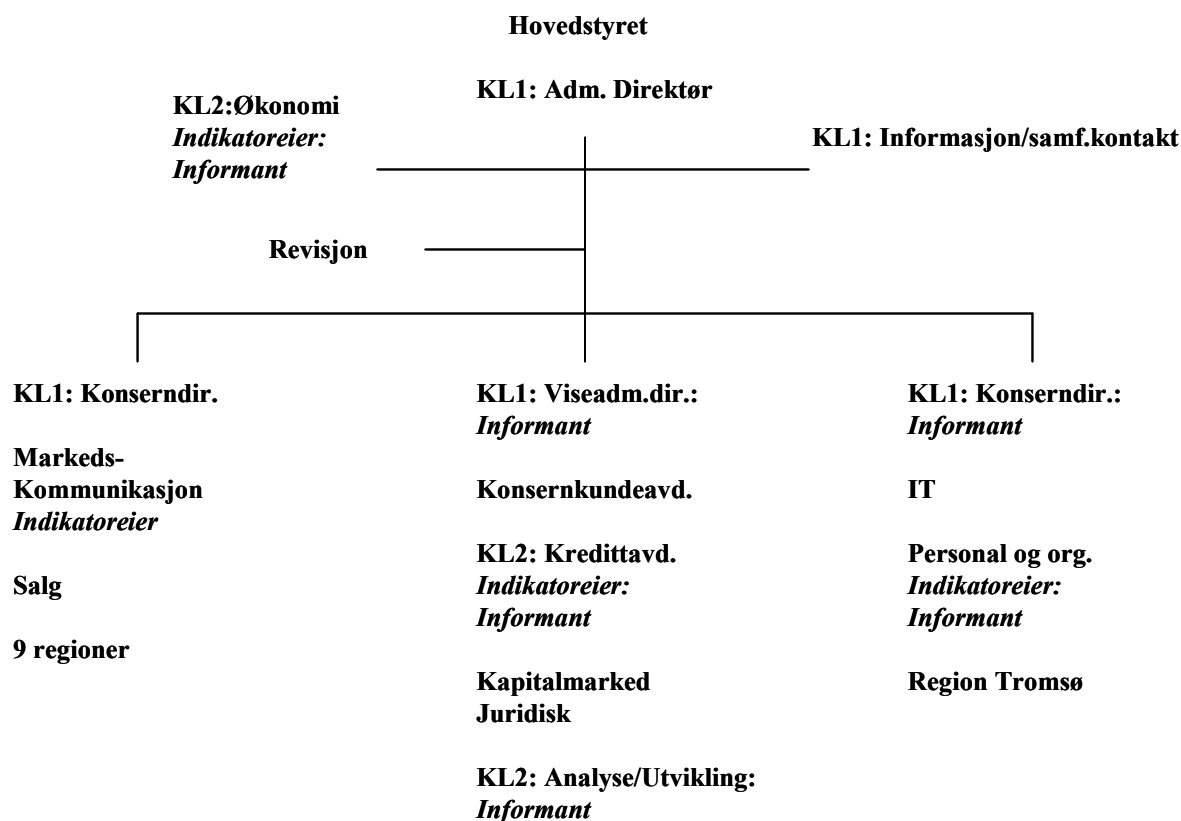 Hovedstyret
KL1: Adm. Direktør
KL2:Økonomi
Indikatoreier:
Informant
KL1: Informasjon/samf.kontakt
Revisjon
KL1: Konserndir.
Markeds-
Kommunikasjon
Indikatoreier
Salg
9 regioner
KL1: Viseadm.dir.:
Informant
Konsernkundeavd.
KL2: Kredittavd.
Indikatoreier:
Informant
Kapitalmarked
Juridisk
KL2: Analyse/Utvikling:
Informant
KL1: Konserndir.:
Informant
IT
Personal og org.
Indikatoreier:
Informant
Region Tromsø